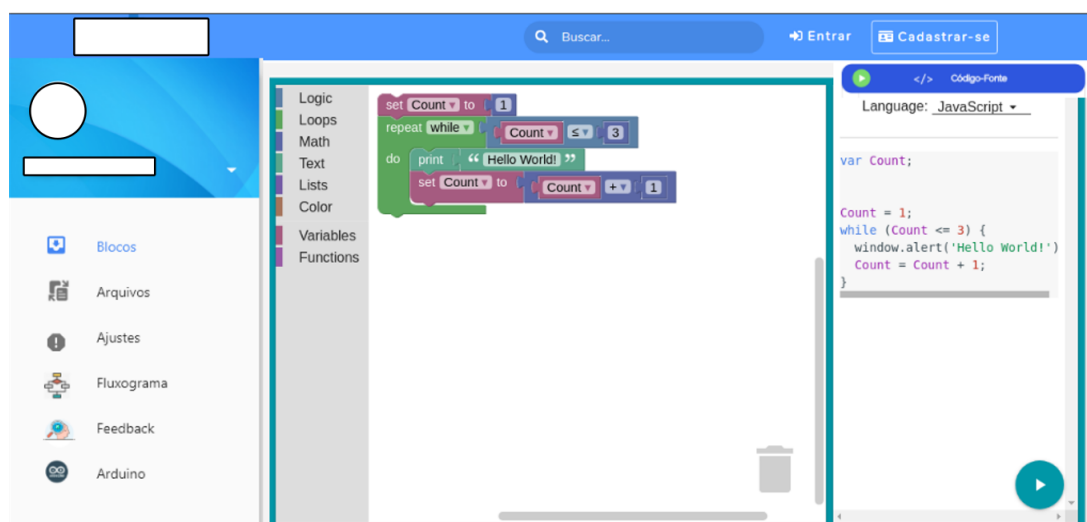 Buscar...
Entrar
Cadastrar-se
Blocos
Arquivos
Ajustes
Fluxograma
Feedback
Arduino
Logic
Loops
Math
Text
Lists
Color
Variables
Functions
set Count to 1
repeat while Count ≤ 3
do print “ Hello World! ”
set Count to Count + 1
</> Código-Fonte
Language: JavaScript
var Count;
Count = 1;
while (Count <= 3) {
window.alert('Hello World!')
Count = Count + 1;
}